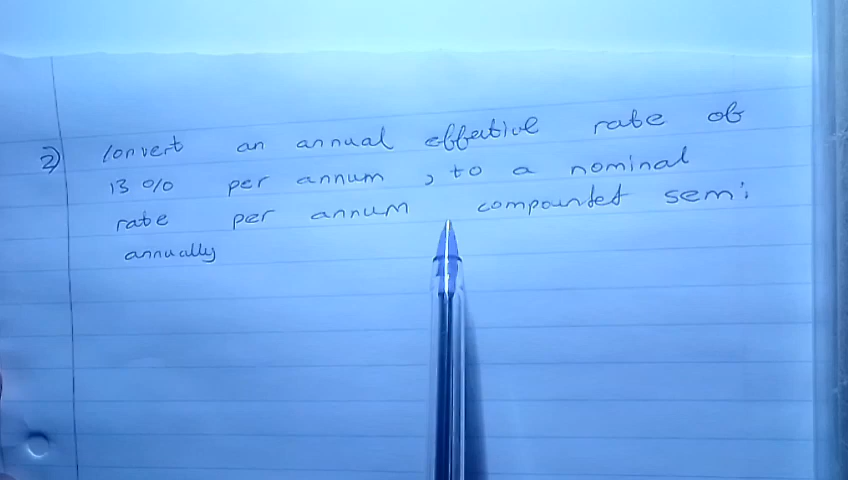 2) Convert an annual effective rate of
13 % per annum, to a nominal
rate per annum compounded semi
annually